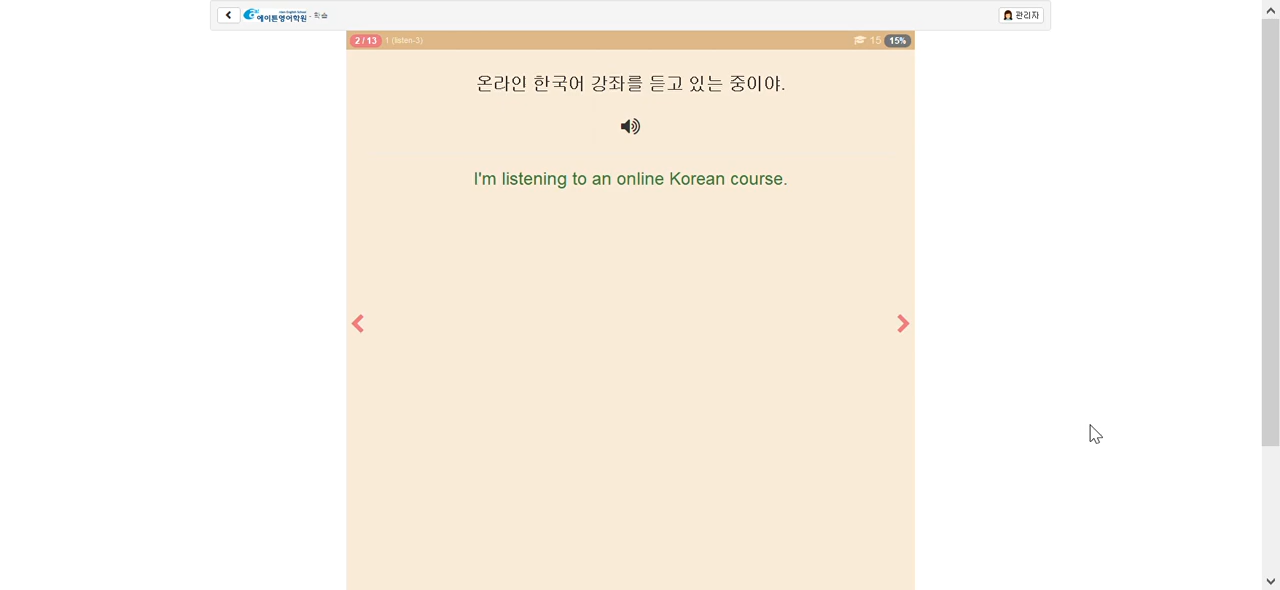 에이튼영어학원 - 학습
관리자
2 / 13 1 (listen-3) 15 15%
온라인 한국어 강좌를 듣고 있는 중이야.
I'm listening to an online Korean course.